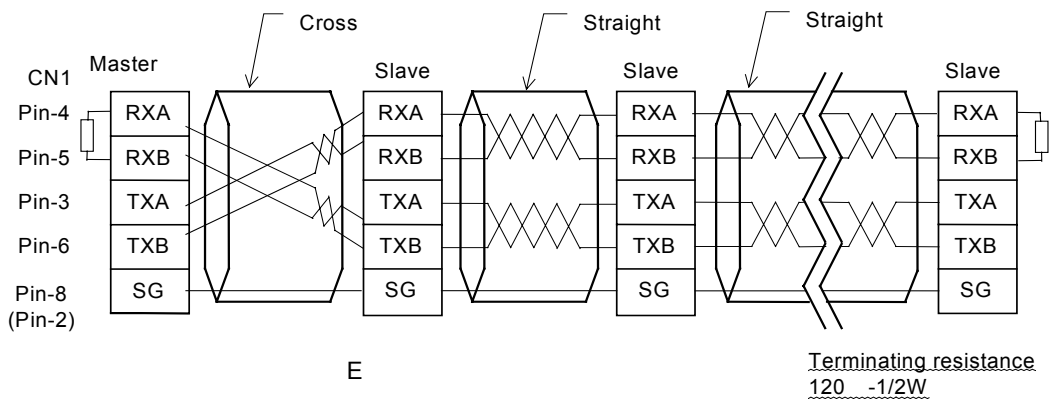 Cross
Straight
Straight
CN1
Master
Slave
Slave
Slave
Pin-4
RXA
RXA
RXA
RXA
Pin-5
RXB
RXB
RXB
RXB
Pin-3
TXA
TXA
TXA
TXA
Pin-6
TXB
TXB
TXB
TXB
Pin-8
(Pin-2)
SG
SG
SG
SG
E
Terminating resistance
120 -1/2W